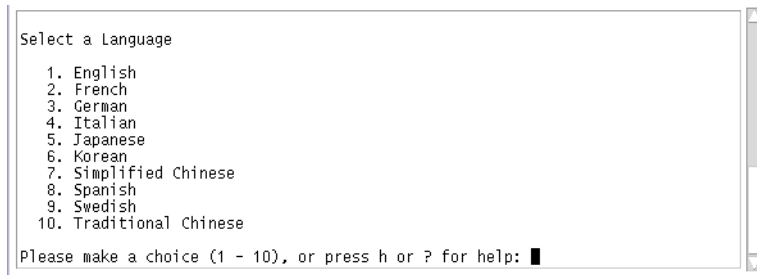 Select a Language
1. English
2. French
3. German
4. Italian
5. Japanese
6. Korean
7. Simplified Chinese
8. Spanish
9. Swedish
10. Traditional Chinese
Please make a choice (1 - 10), or press h or ? for help: